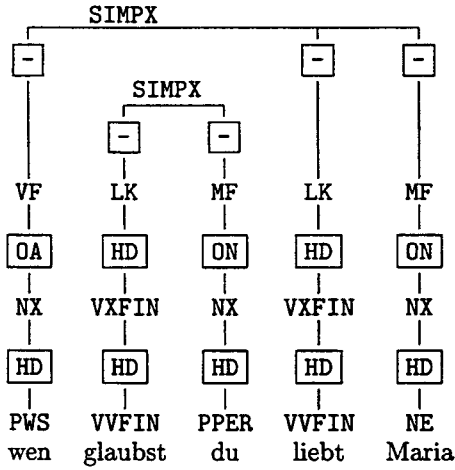 SIMPX
- - -
SIMPX
- -
VF LK MF LK MF
OA HD ON HD ON
NX VXFIN NX VXFIN NX
HD HD HD HD HD
PWS VVFIN PPER VVFIN NE
wen glaubst du liebt Maria